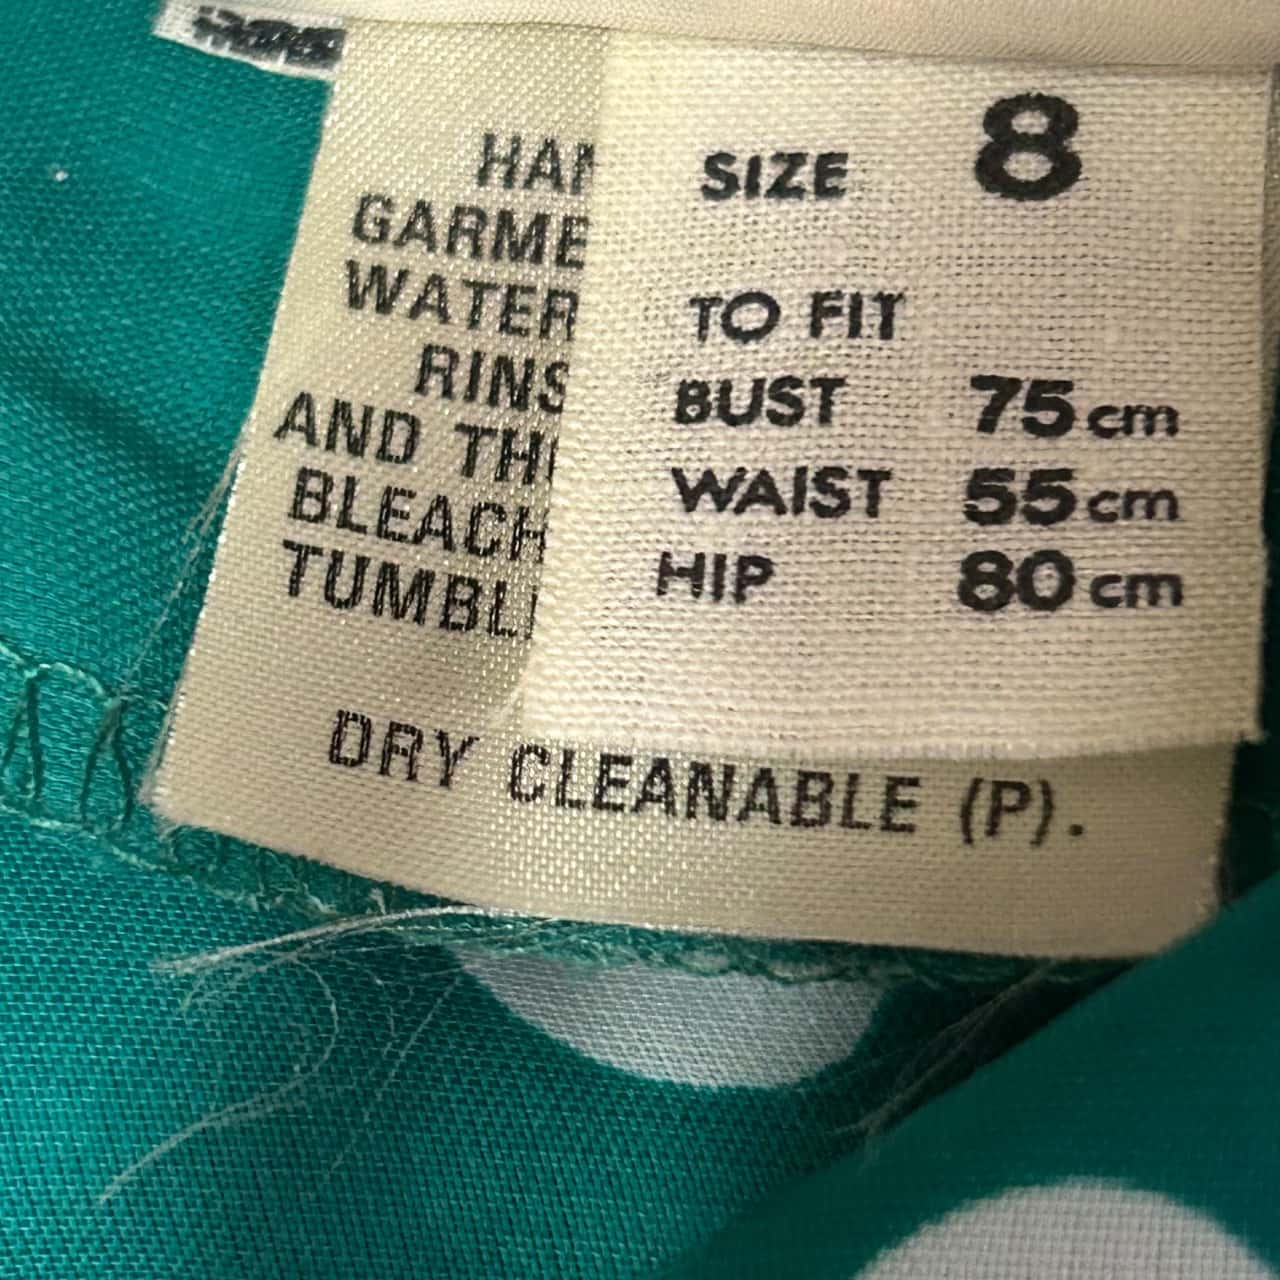 SIZE 8
TO FIT
BUST 75 cm
WAIST 55 cm
HIP 80 cm
GARME
WATER
RINS
AND TH
BLEACH
TUMBL
DRY CLEANABLE (P).